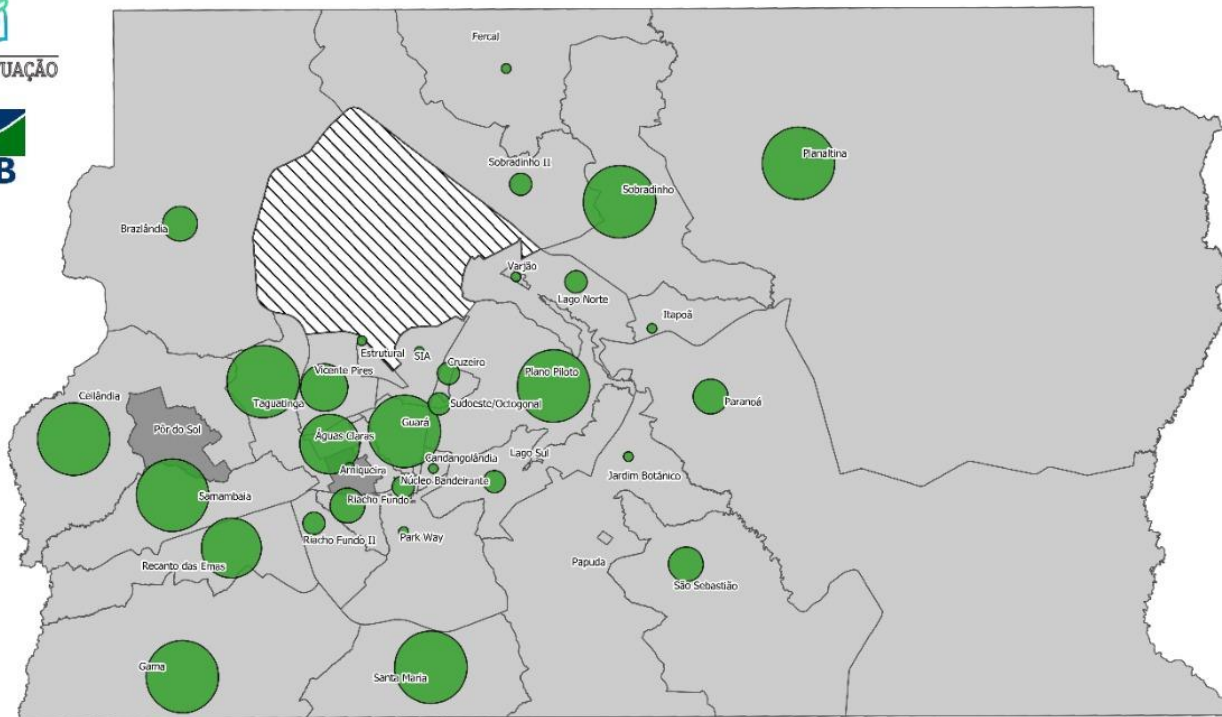 UAÇÃO
B
Fercal
Planaltina
Sobradinho II
Sobradinho
Brazlândia
Varjão
Lago Norte
Itapoã
Estrutural
SIA
Cruzeiro
Vicente Pires
Plano Piloto
Ceilândia
Taguatinga
Sudoeste/Octogonal
Paranoá
Guará
Pôr do Sol
Águas Claras
Candangolândia
Lago Sul
Arniqueira
Núcleo Bandeirante
Jardim Botânico
Samambaia
Riacho Fundo
Riacho Fundo II
Park Way
Recanto das Emas
Papuda
São Sebastião
Gama
Santa Maria